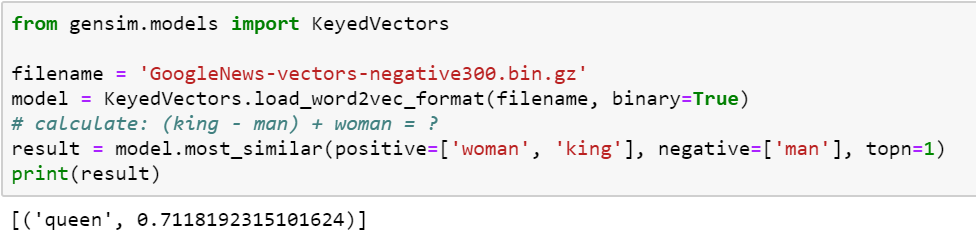 from gensim.models import KeyedVectors
filename = 'GoogleNews-vectors-negative300.bin.gz'
model = KeyedVectors.load_word2vec_format(filename, binary=True)
# calculate: (king - man) + woman = ?
result = model.most_similar(positive=['woman', 'king'], negative=['man'], topn=1)
print(result)
[('queen', 0.7118192315101624)]